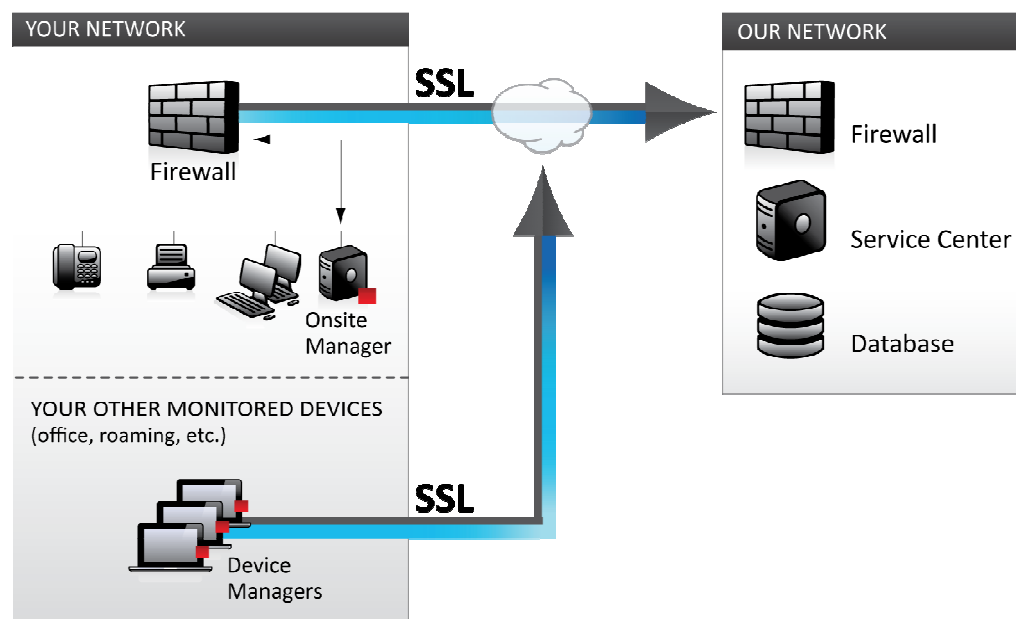 YOUR NETWORK
SSL
Firewall
Onsite
Manager
YOUR OTHER MONITORED DEVICES
(office, roaming, etc.)
SSL
Device
Managers
OUR NETWORK
Firewall
Service Center
Database